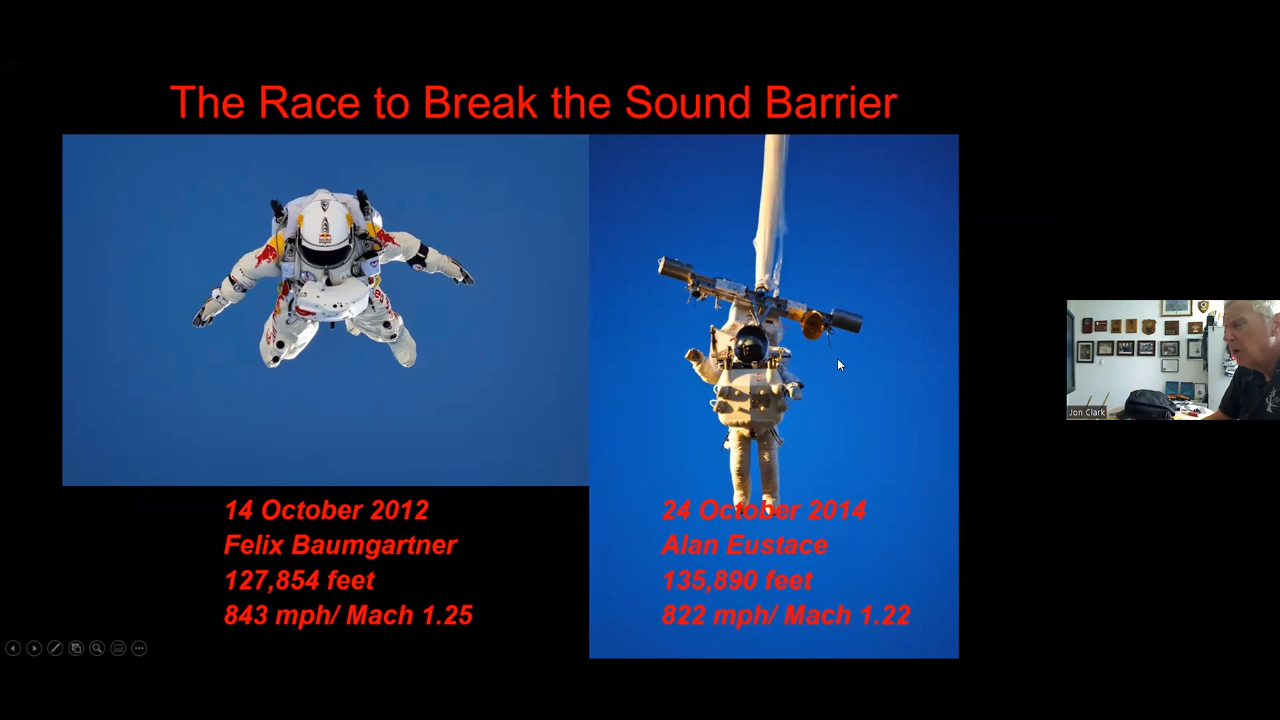 The Race to Break the Sound Barrier
14 October 2012
Felix Baumgartner
127,854 feet
843 mph/ Mach 1.25
24 October 2014
Alan Eustace
135,890 feet
822 mph/ Mach 1.22
Jon Clark